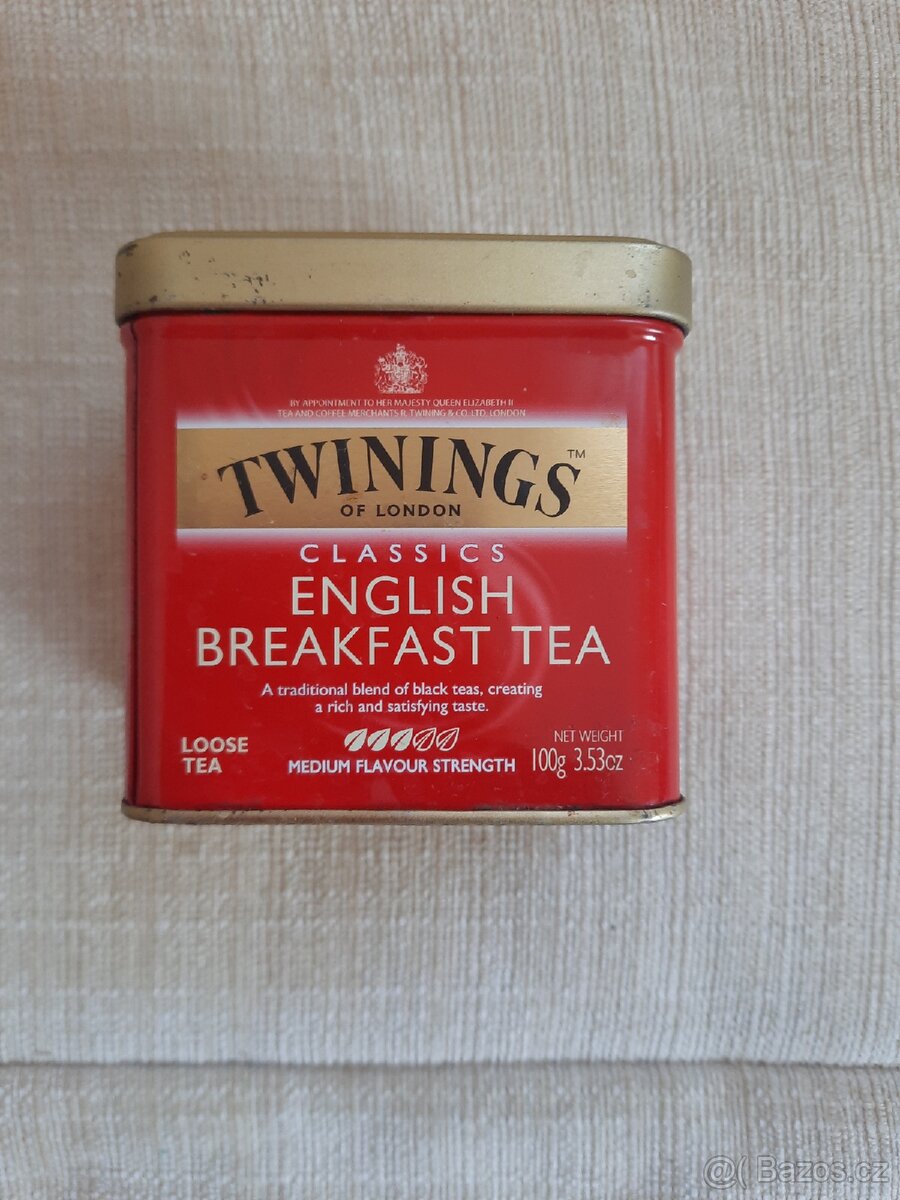 BY APPOINTMENT TO HER MAJESTY QUEEN ELIZABETH II
TEA AND COFFEE MERCHANTS R. TWINING & CO. LTD. LONDON
TWININGS™
OF LONDON
CLASSICS
ENGLISH
BREAKFAST TEA
A traditional blend of black teas, creating
a rich and satisfying taste.
LOOSE
TEA
MEDIUM FLAVOUR STRENGTH
NET WEIGHT
100g 3.53oz
@( Bazos.cz